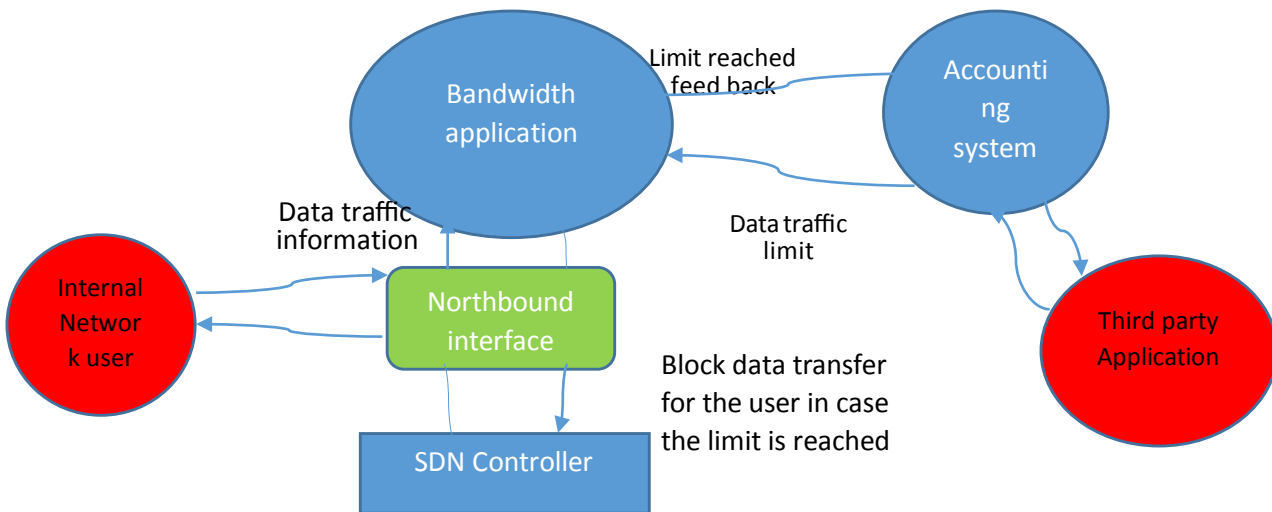 Limit reached
feed back
Bandwidth
application
Accounti
ng
system
Data traffic
information
Data traffic
limit
Internal
Networ
k user
Northbound
interface
Third party
Application
Block data transfer
for the user in case
the limit is reached
SDN Controller